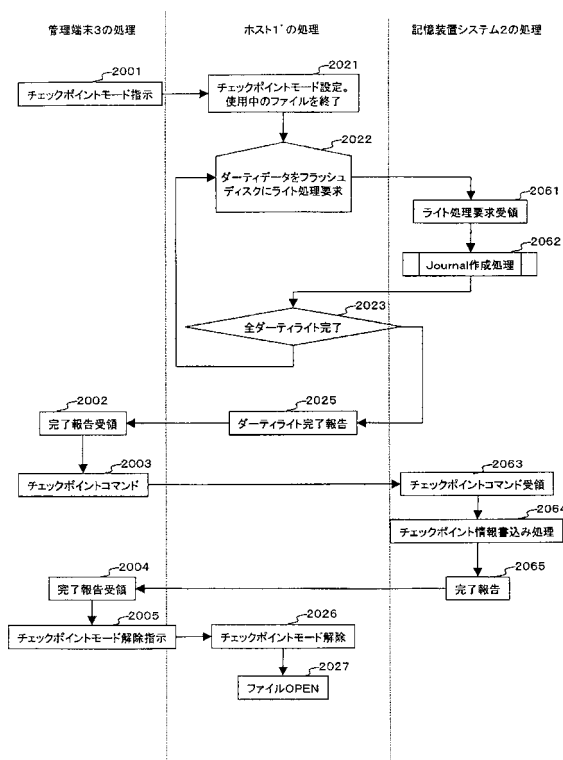 管理端末3の処理
ホスト1'の処理
記憶装置システム2の処理
2001
チェックポイントモード指示
2021
チェックポイントモード設定。
使用中のファイルを終了
2022
ダーティデータをフラッシュ
ディスクにライト処理要求
2061
ライト処理要求受領
2062
Journal作成処理
2023
全ダーティライト完了
2002
完了報告受領
2025
ダーティライト完了報告
2003
チェックポイントコマンド
2063
チェックポイントコマンド受領
2064
チェックポイント情報書込み処理
2004
完了報告受領
2065
完了報告
2005
チェックポイントモード解除指示
2026
チェックポイントモード解除
2027
ファイルOPEN